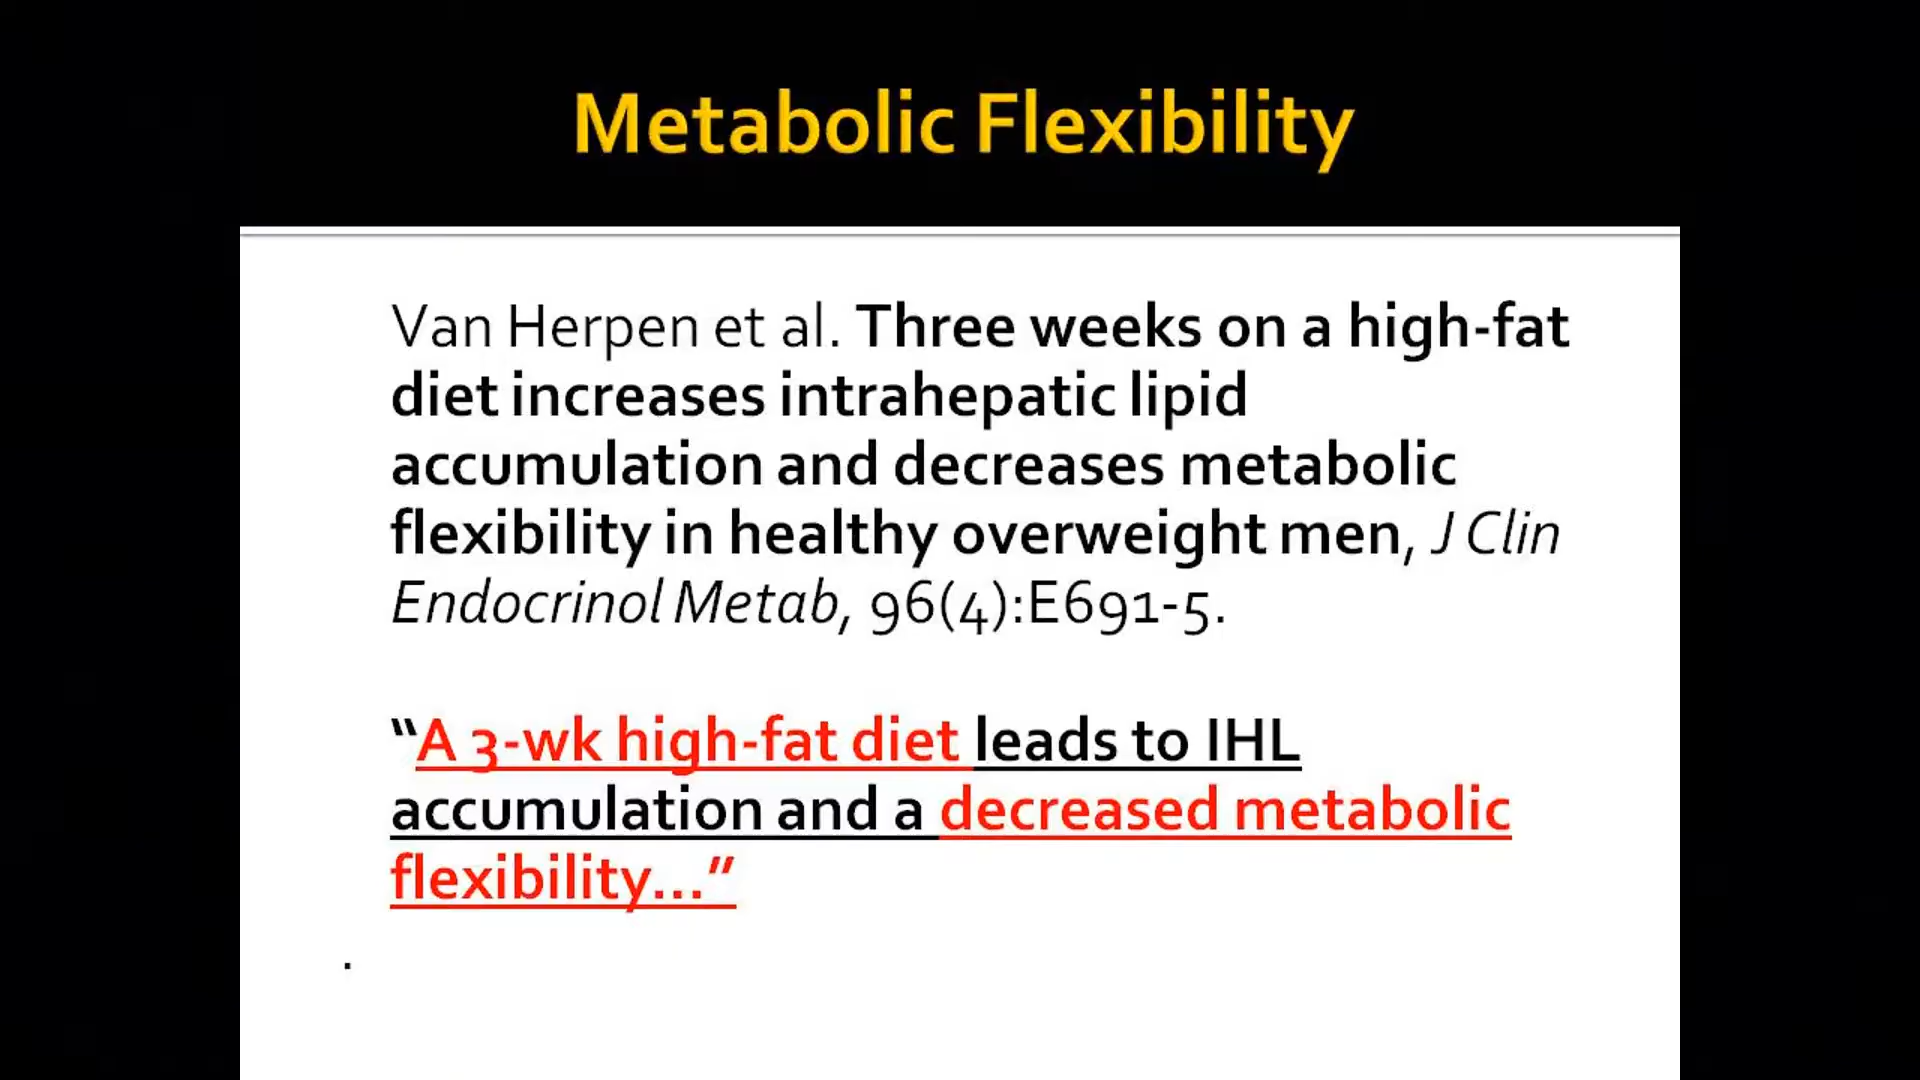 Metabolic Flexibility
Van Herpen et al. Three weeks on a high-fat
diet increases intrahepatic lipid
accumulation and decreases metabolic
flexibility in healthy overweight men, J Clin
Endocrinol Metab, 96(4):E691-5.
“A 3-wk high-fat diet leads to IHL
accumulation and a decreased metabolic
flexibility...”
.